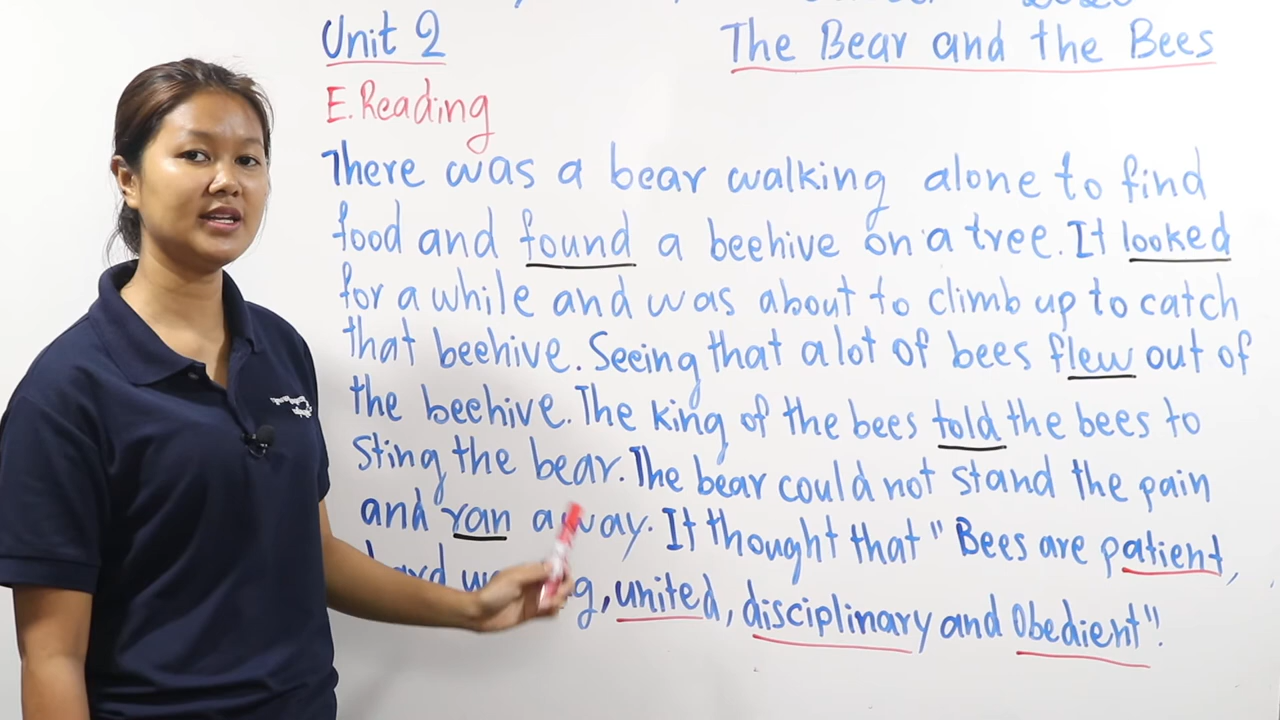 Unit 2
The Bear and the Bees
E. Reading
There was a bear walking alone to find
food and found a beehive on a tree. It looked
for a while and was about to climb up to catch
that beehive. Seeing that a lot of bees flew out of
the beehive. The king of the bees told the bees to
Sting the bear. The bear could not stand the pain
and ran away. It thought that "Bees are patient,
, united, disciplinary and Obedient".